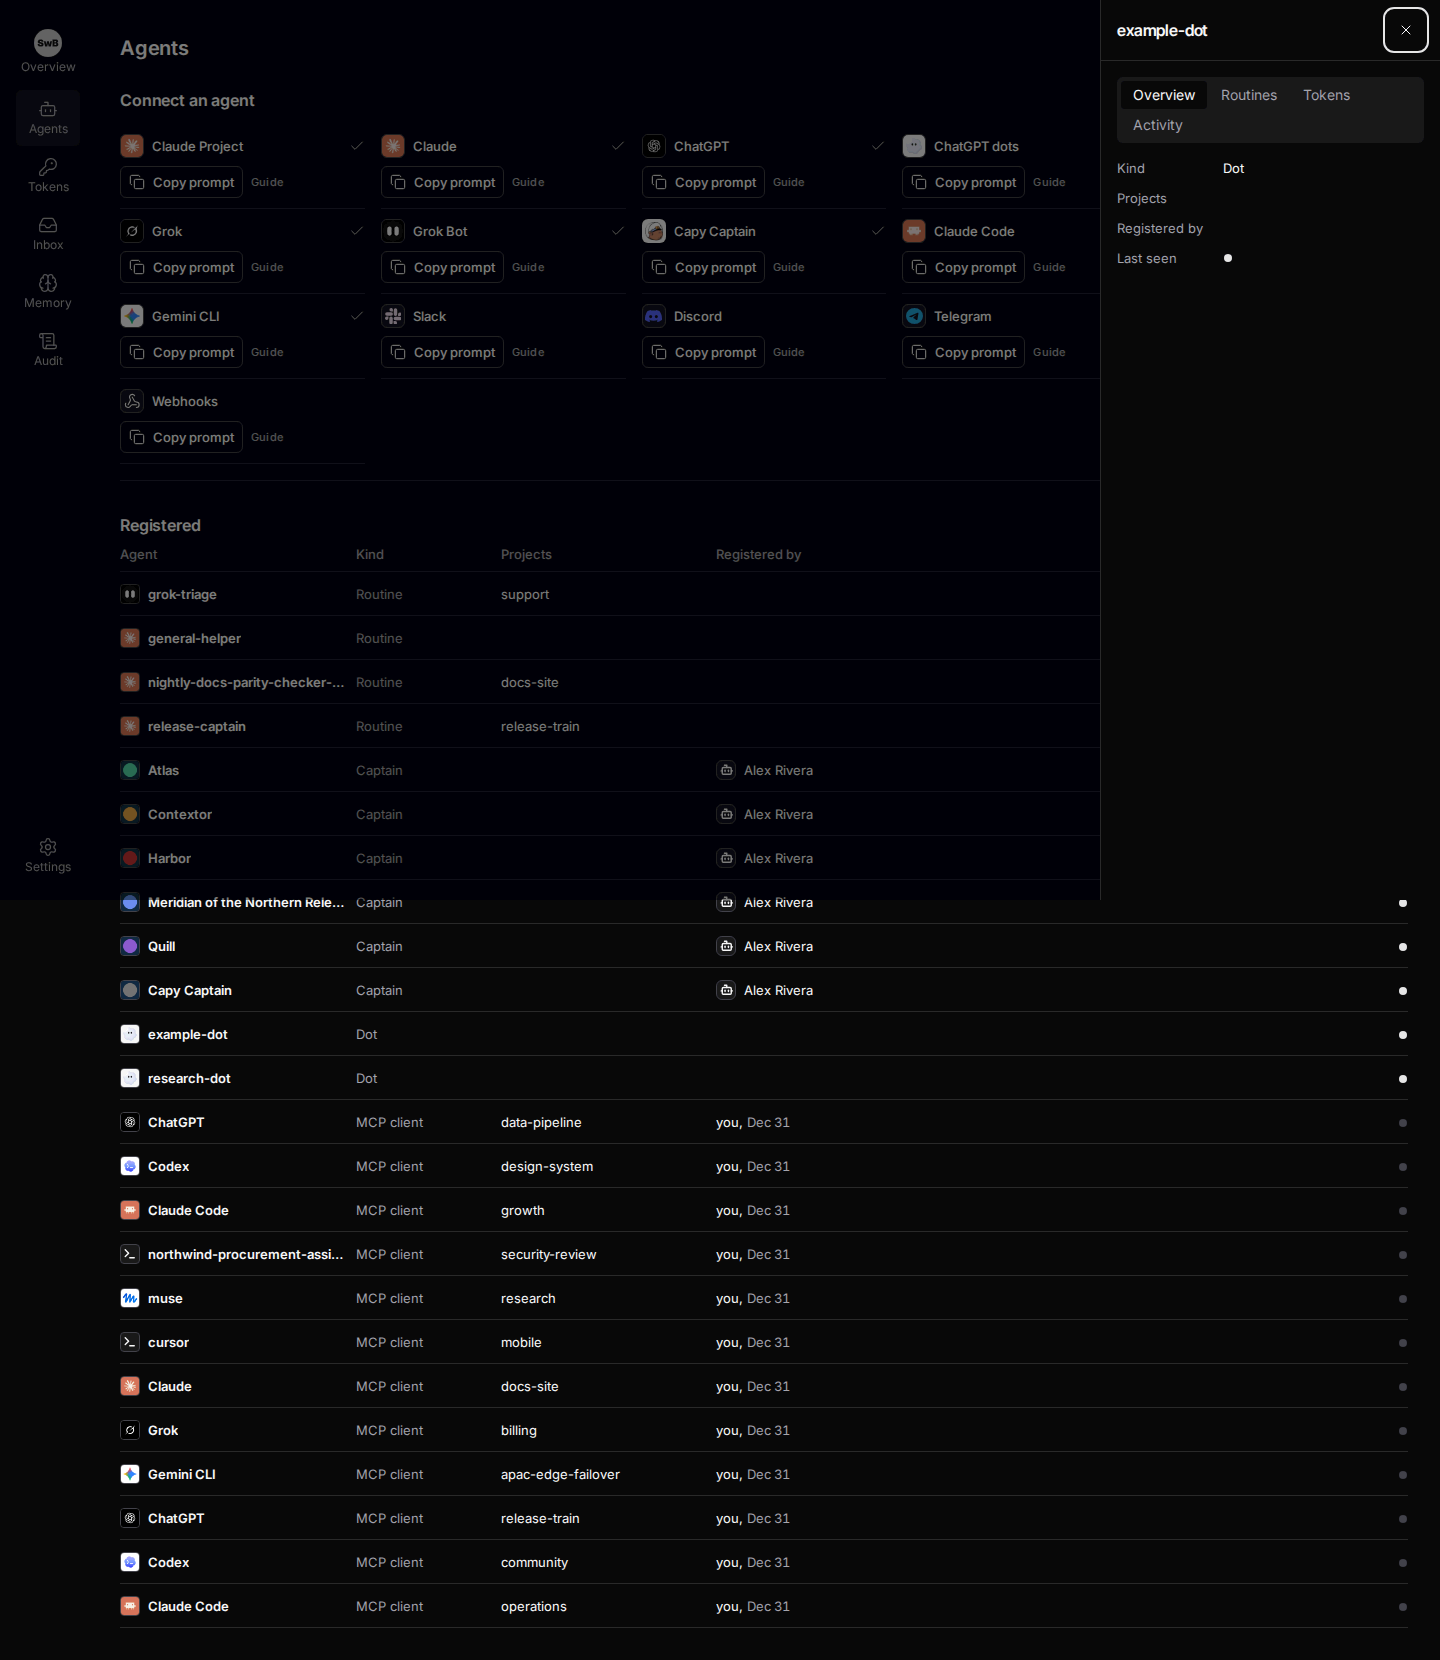 SwB
Overview
Agents
Tokens
Inbox
Memory
Audit
Settings
Agents
Connect an agent
Claude Project
Copy prompt Guide
Claude
Copy prompt Guide
ChatGPT
Copy prompt Guide
ChatGPT dots
Copy prompt Guide
Grok
Copy prompt Guide
Grok Bot
Copy prompt Guide
Capy Captain
Copy prompt Guide
Claude Code
Copy prompt Guide
Gemini CLI
Copy prompt Guide
Slack
Copy prompt Guide
Discord
Copy prompt Guide
Telegram
Copy prompt Guide
Webhooks
Copy prompt Guide
Registered
Agent Kind Projects Registered by
grok-triage Routine support
general-helper Routine
nightly-docs-parity-checker-... Routine docs-site
release-captain Routine release-train
Atlas Captain Alex Rivera
Contextor Captain Alex Rivera
Harbor Captain Alex Rivera
Meridian of the Northern Rele... Captain Alex Rivera
Quill Captain Alex Rivera
Capy Captain Captain Alex Rivera
example-dot Dot
research-dot Dot
ChatGPT MCP client data-pipeline you, Dec 31
Codex MCP client design-system you, Dec 31
Claude Code MCP client growth you, Dec 31
northwind-procurement-assi... MCP client security-review you, Dec 31
muse MCP client research you, Dec 31
cursor MCP client mobile you, Dec 31
Claude MCP client docs-site you, Dec 31
Grok MCP client billing you, Dec 31
Gemini CLI MCP client apac-edge-failover you, Dec 31
ChatGPT MCP client release-train you, Dec 31
Codex MCP client community you, Dec 31
Claude Code MCP client operations you, Dec 31
example-dot
Overview Routines Tokens
Activity
Kind Dot
Projects
Registered by
Last seen